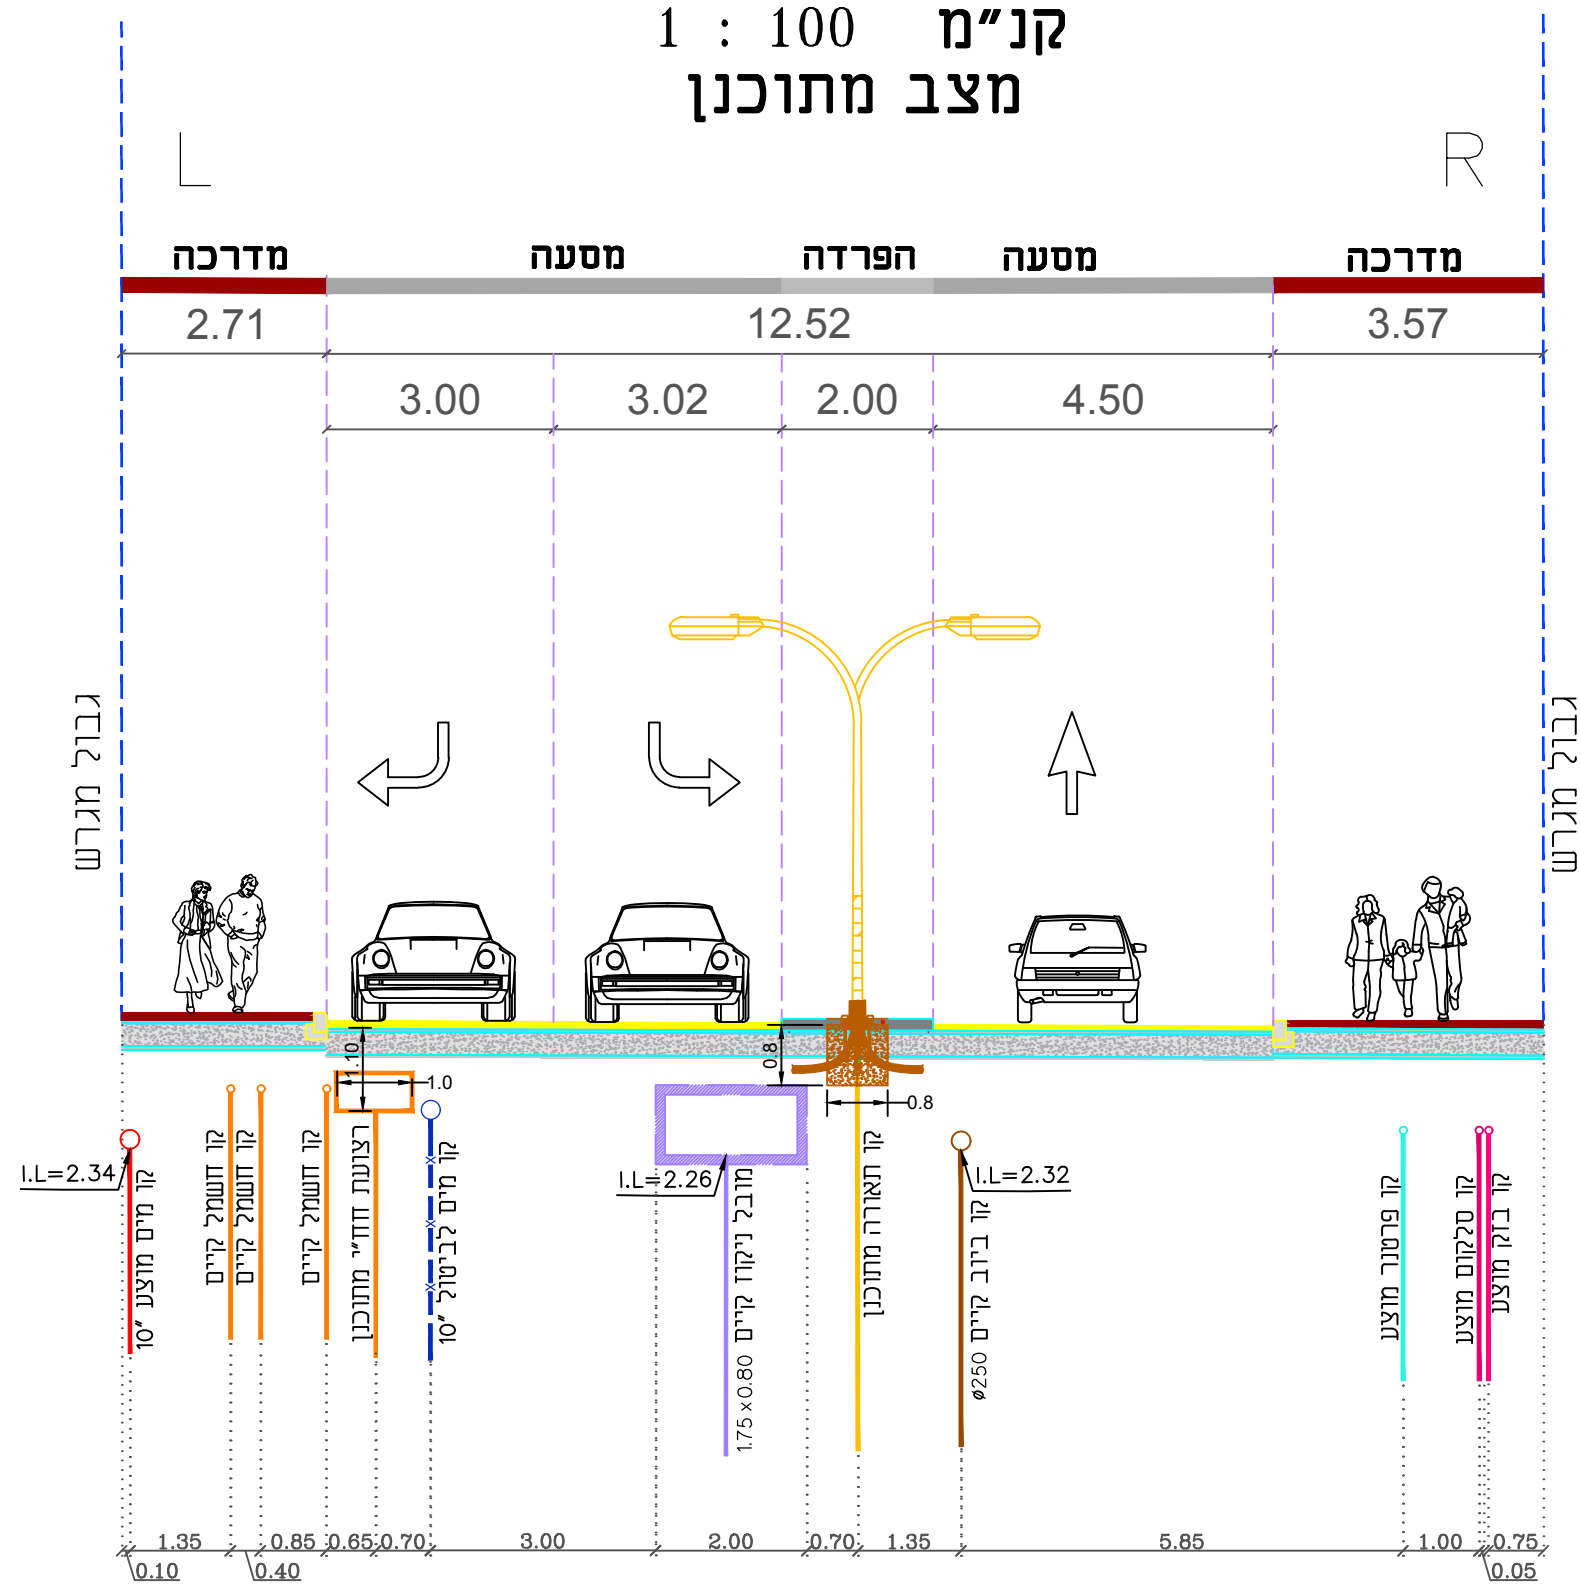 קנ"מ 100 : 1
מצב מתוכנן
L
R
מדרכה
מסעה
הפרדה
מסעה
מדרכה
2.71
12.52
3.57
3.00
3.02
2.00
4.50
גבול מגרש
גבול מגרש
1.10
1.0
0.8
0.8
I.L=2.34
I.L=2.26
I.L=2.32
קו מים מוצע "10
קו חשמל קיים
קו חשמל קיים
קו חשמל קיים
רצועת חח"י מתוכנן
קו מים לביטול "10
מובל ניקוז קיים 1.75x0.80
קו תאורה מתוכנן
קו ביוב קיים ø250
קו פרטנר מוצע
קו סלקום מוצע
קו בזק מוצע
1.35
0.85
0.65
0.70
3.00
2.00
0.70
1.35
5.85
1.00
0.75
0.10
0.40
0.05